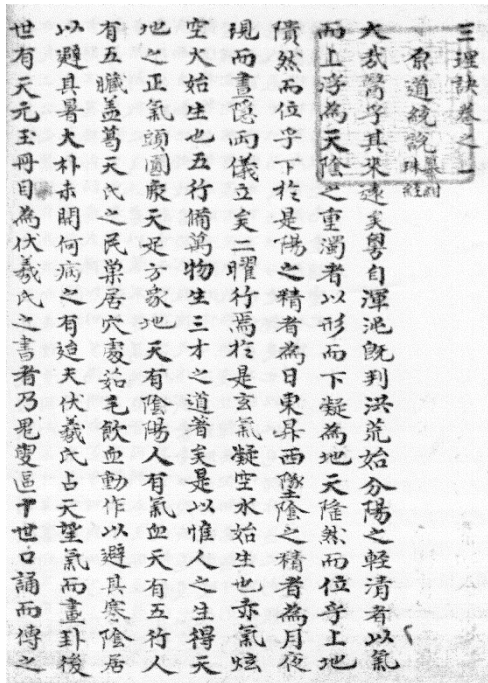 三理訣卷之一
原道統說
大哉醫乎其来遠矣粤自渾沌旣到洪荒始分陽之輕清者以氣
而上浮為天陰之重濁者以形而下凝為地天隆然而位乎上地
隤然而位乎下於是陽之精者為日東昇西墜陰之精者為月夜
現而晝隱兩儀立矣二曜行焉於是玄氣凝空水始生也赤氣炫
空火始生也五行備萬物生三才之道著矣是以惟人之生得天
地之正氣頭圓象天足方象地天有陰陽人有氣血天有五行人
有五臟盖葛天氏之民巢居穴處茹毛飲血動作以避其寒陰居
以避其暑大朴未開何病之有迨夫伏羲氏占天望氣而畫卦後
世有天元玉冊目為伏羲氏之書者乃鬼臾區十世口誦而傳之